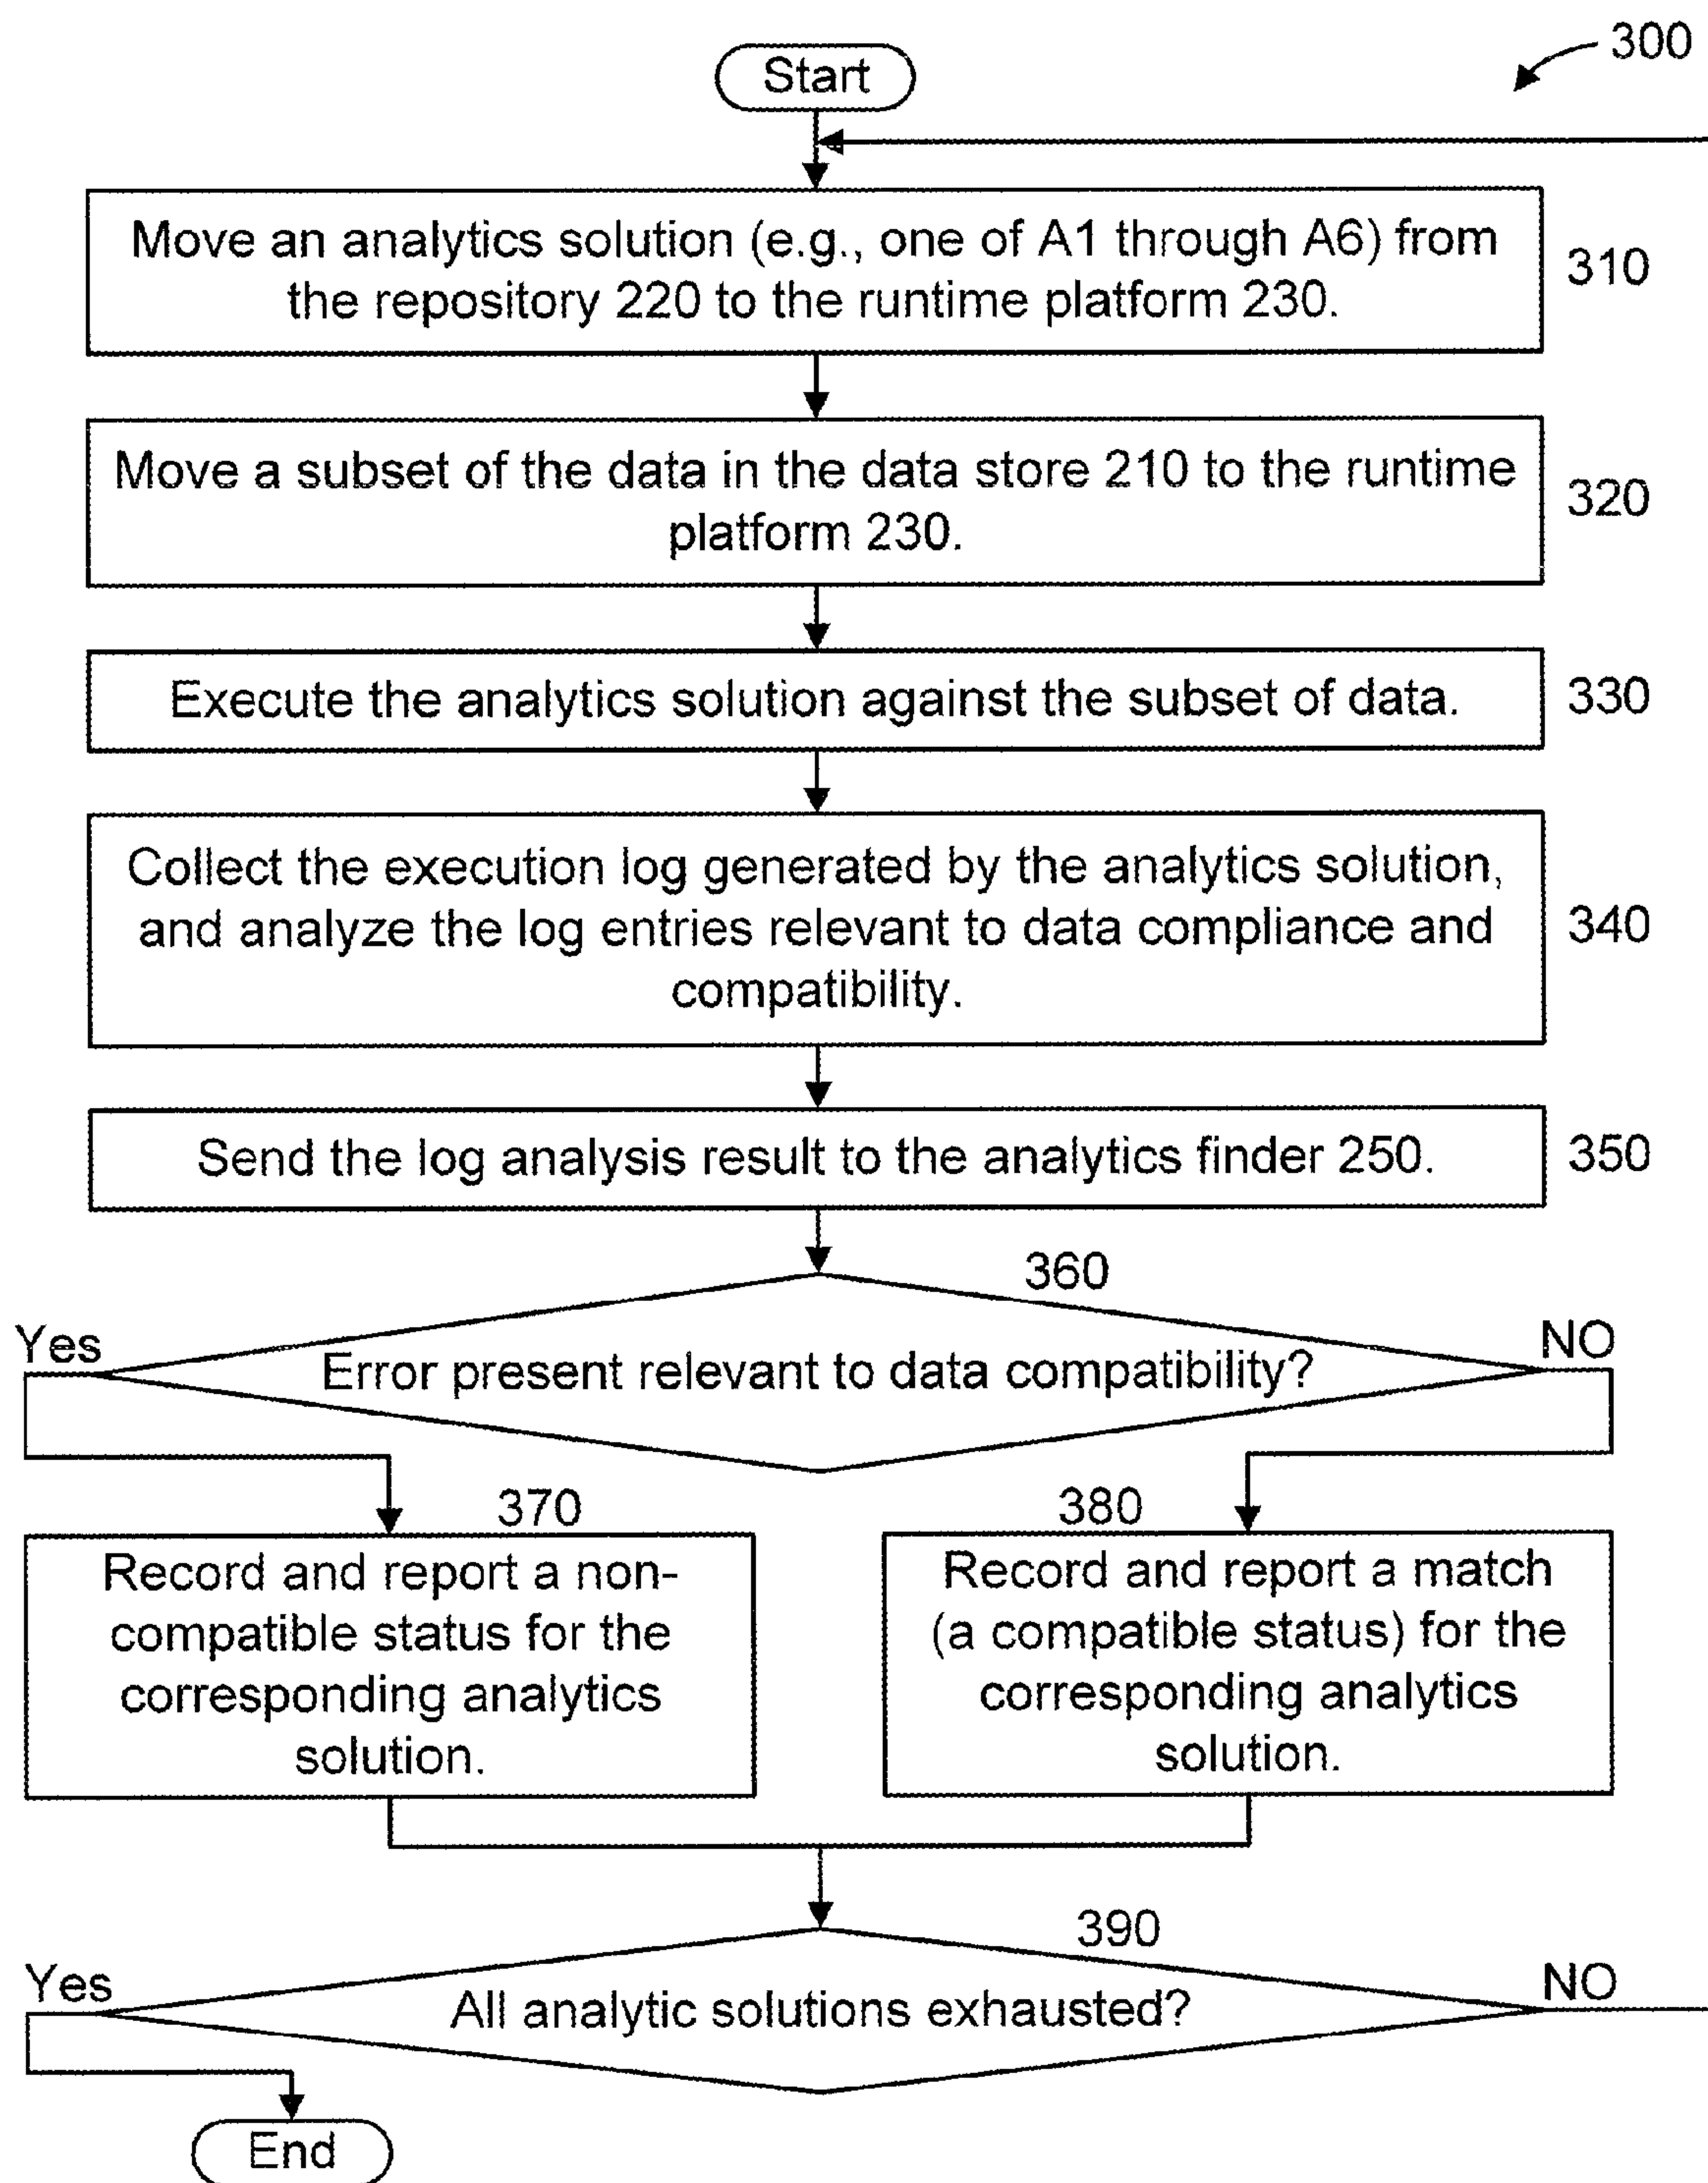 300
Start
Move an analytics solution (e.g., one of A1 through A6) from
the repository 220 to the runtime platform 230.
310
Move a subset of the data in the data store 210 to the runtime
platform 230.
320
Execute the analytics solution against the subset of data.
330
Collect the execution log generated by the analytics solution,
and analyze the log entries relevant to data compliance and
compatibility.
340
Send the log analysis result to the analytics finder 250.
350
360
Yes
Error present relevant to data compatibility?
NO
370
Record and report a non-
compatible status for the
corresponding analytics
solution.
380
Record and report a match
(a compatible status) for the
corresponding analytics
solution.
390
Yes
All analytic solutions exhausted?
NO
End